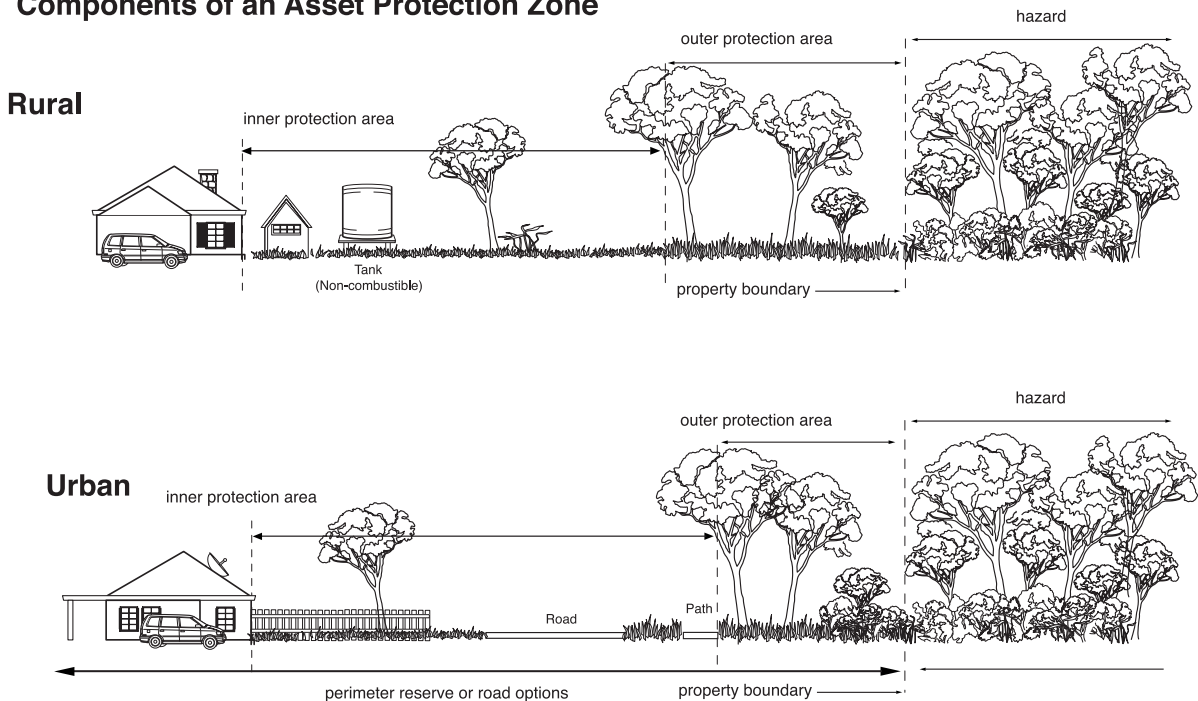 Components of an Asset Protection Zone
hazard
outer protection area
Rural
inner protection area
Tank
(Non-combustible)
property boundary
hazard
outer protection area
Urban
inner protection area
Path
Road
perimeter reserve or road options
property boundary